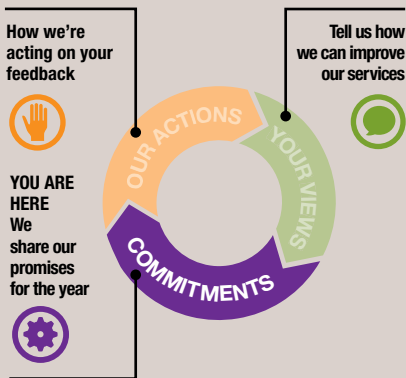 How we're
acting on your
feedback
Tell us how
we can improve
our services
OUR ACTIONS
YOUR VIEWS
YOU ARE
HERE
We
share our
promises
for the year
COMMITMENTS